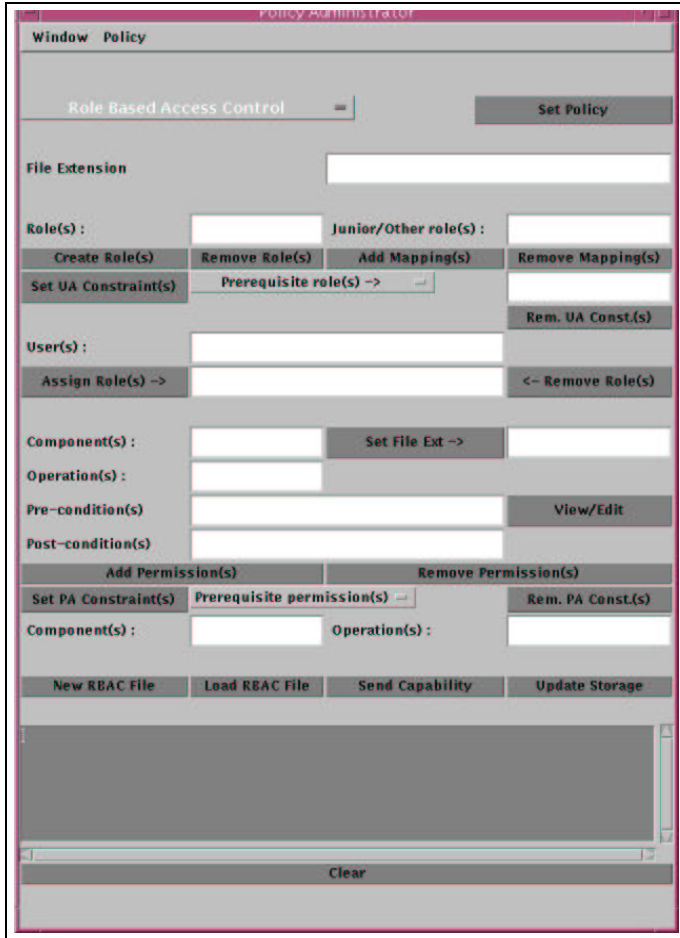 Policy Administrator
Window Policy
Role Based Access Control Set Policy
File Extension
Role(s) : Junior/Other role(s) :
Create Role(s) Remove Role(s) Add Mapping(s) Remove Mapping(s)
Set UA Constraint(s) Prerequisite role(s) ->
Rem. UA Const.(s)
User(s) :
Assign Role(s) -> <- Remove Role(s)
Component(s) : Set File Ext ->
Operation(s) :
Pre-condition(s) View/Edit
Post-condition(s)
Add Permission(s) Remove Permission(s)
Set PA Constraint(s) Prerequisite permission(s) Rem. PA Const.(s)
Component(s) : Operation(s) :
New RBAC File Load RBAC File Send Capability Update Storage
Clear